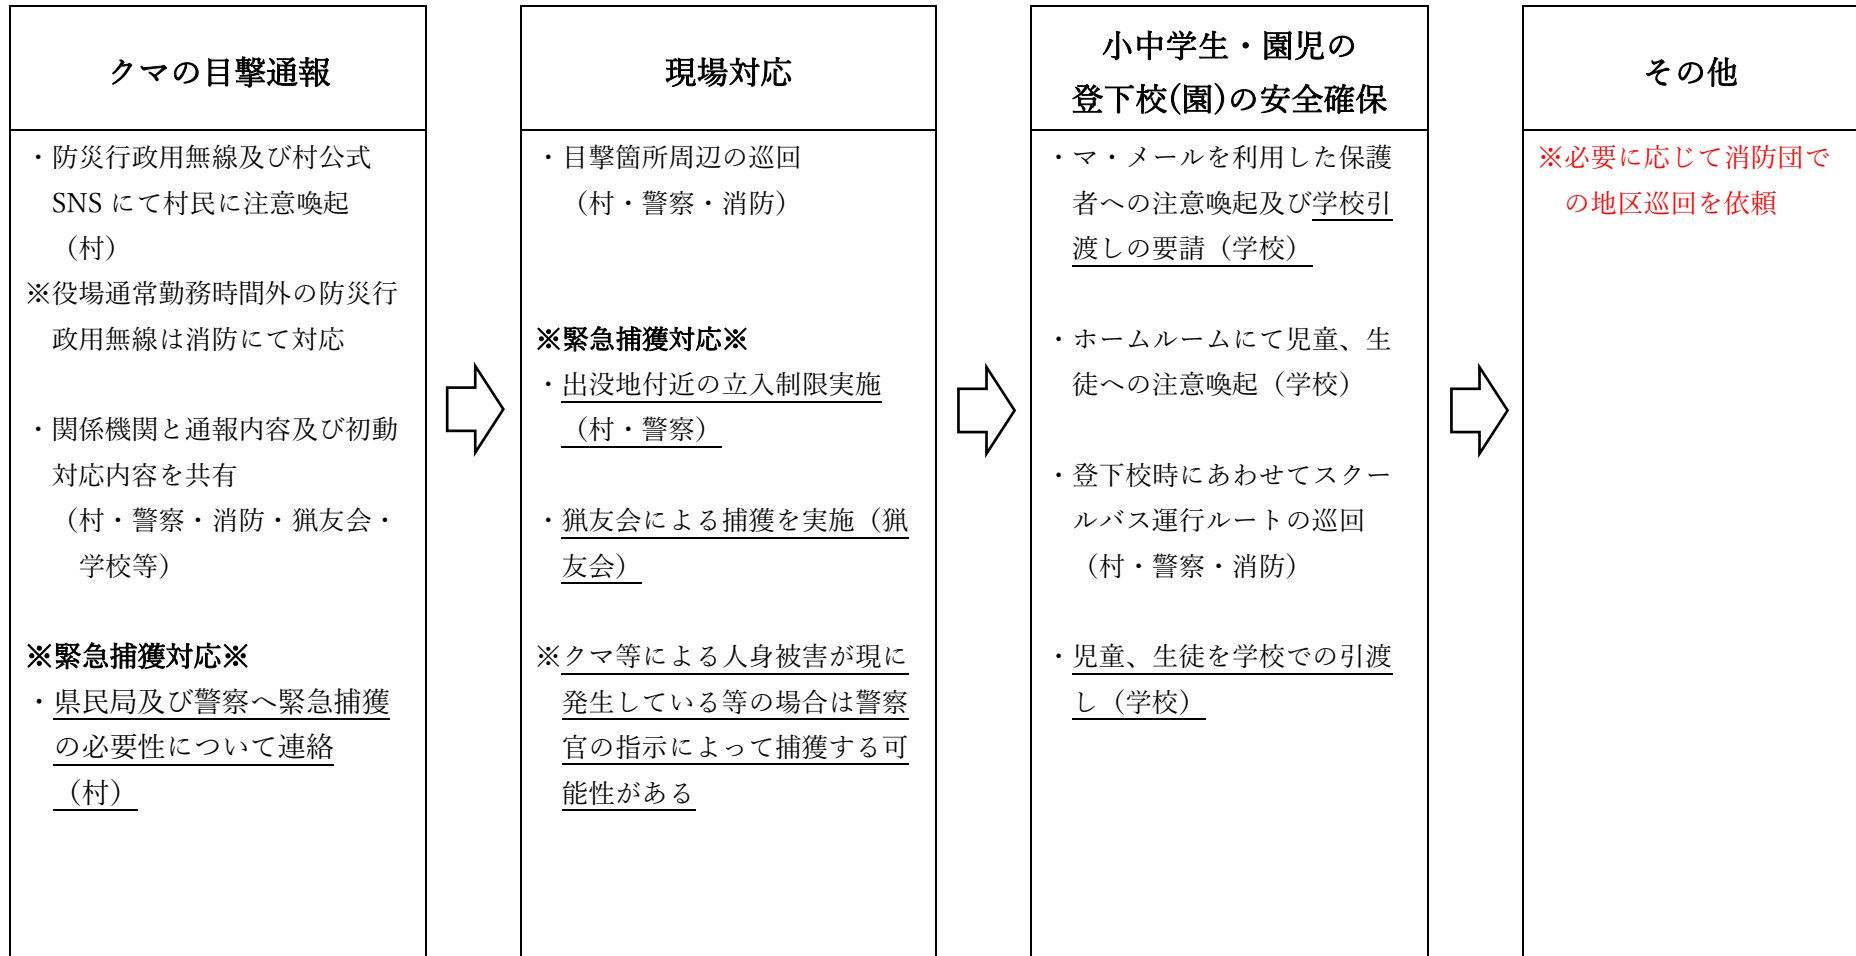 クマの目撃通報
・防災行政用無線及び村公式
SNS にて村民に注意喚起
（村）
※役場通常勤務時間外の防災行
政用無線は消防にて対応
・関係機関と通報内容及び初動
対応内容を共有
（村・警察・消防・猟友会・
学校等）
※緊急捕獲対応※
・県民局及び警察へ緊急捕獲
の必要性について連絡
（村）
現場対応
・目撃箇所周辺の巡回
（村・警察・消防）
※緊急捕獲対応※
・出没地付近の立入制限実施
（村・警察）
・猟友会による捕獲を実施（猟
友会）
※クマ等による人身被害が現に
発生している等の場合は警察
官の指示によって捕獲する可
能性がある
小中学生・園児の
登下校(園)の安全確保
・マ・メールを利用した保護
者への注意喚起及び学校引
渡しの要請（学校）
・ホームルームにて児童、生
徒への注意喚起（学校）
・登下校時にあわせてスクー
ルバス運行ルートの巡回
（村・警察・消防）
・児童、生徒を学校での引渡
し（学校）
その他
※必要に応じて消防団で
の地区巡回を依頼